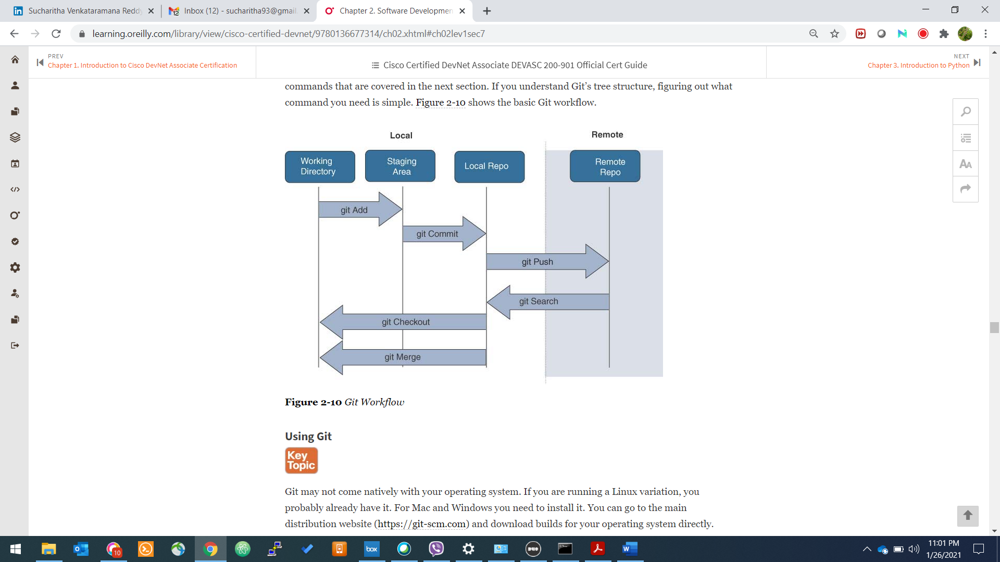 Sucharitha Venkataramana Reddy
Inbox (12) - sucharitha93@gmail
Chapter 2. Software Developmen
learning.oreilly.com/library/view/cisco-certified-devnet/9780136677314/ch02.xhtml#ch02lev1sec7
PREV
Chapter 1. Introduction to Cisco DevNet Associate Certification
Cisco Certified DevNet Associate DEVASC 200-901 Official Cert Guide
NEXT
Chapter 3. Introduction to Python
commands that are covered in the next section. If you understand Git’s tree structure, figuring out what
command you need is simple. Figure 2-10 shows the basic Git workflow.
Local
Remote
Working
Directory
Staging
Area
Local Repo
Remote
Repo
git Add
git Commit
git Push
git Search
git Checkout
git Merge
Figure 2-10 Git Workflow
Using Git
Key
Topic
Git may not come natively with your operating system. If you are running a Linux variation, you
probably already have it. For Mac and Windows you need to install it. You can go to the main
distribution website (https://git-scm.com) and download builds for your operating system directly.
10
box
DUO
11:01 PM
1/26/2021